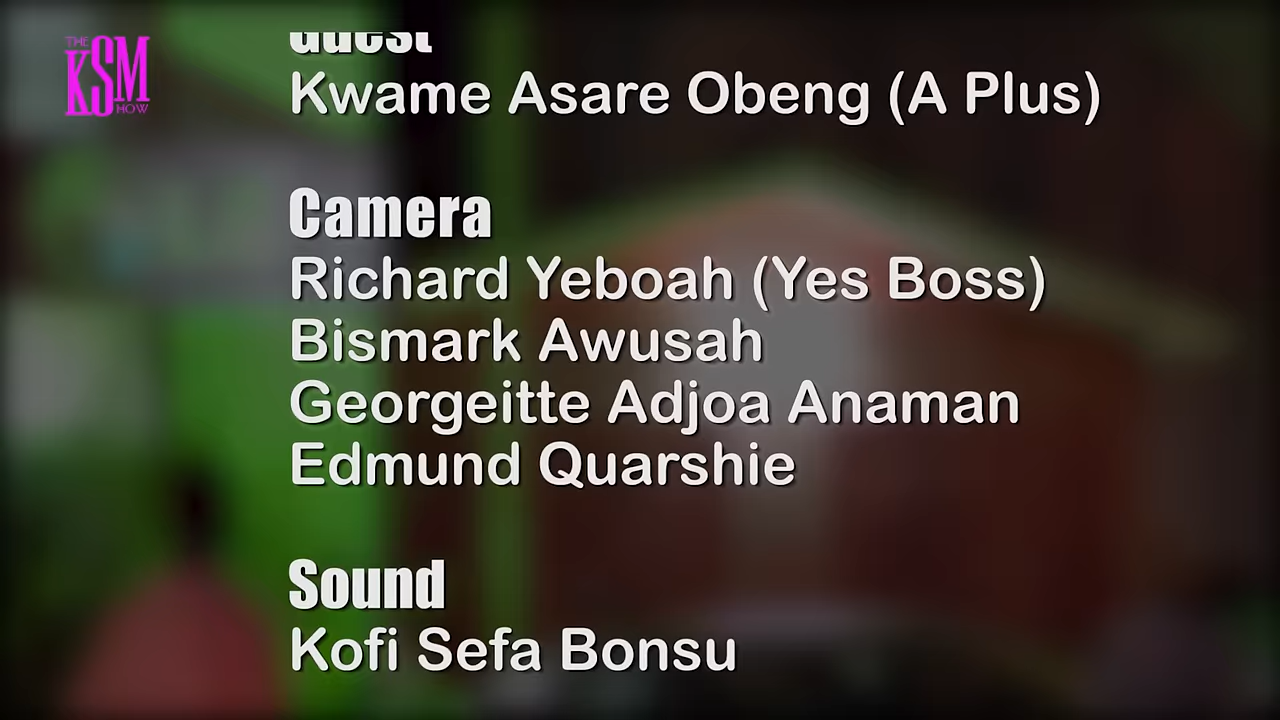 THE
KSM
SHOW
Guest
Kwame Asare Obeng (A Plus)
Camera
Richard Yeboah (Yes Boss)
Bismark Awusah
Georgeitte Adjoa Anaman
Edmund Quarshie
Sound
Kofi Sefa Bonsu